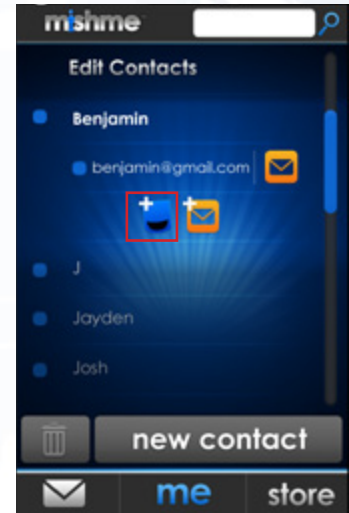 mishme
Edit Contacts
Benjamin
benjamin@gmail.com
J
Jayden
Josh
new contact
me
store